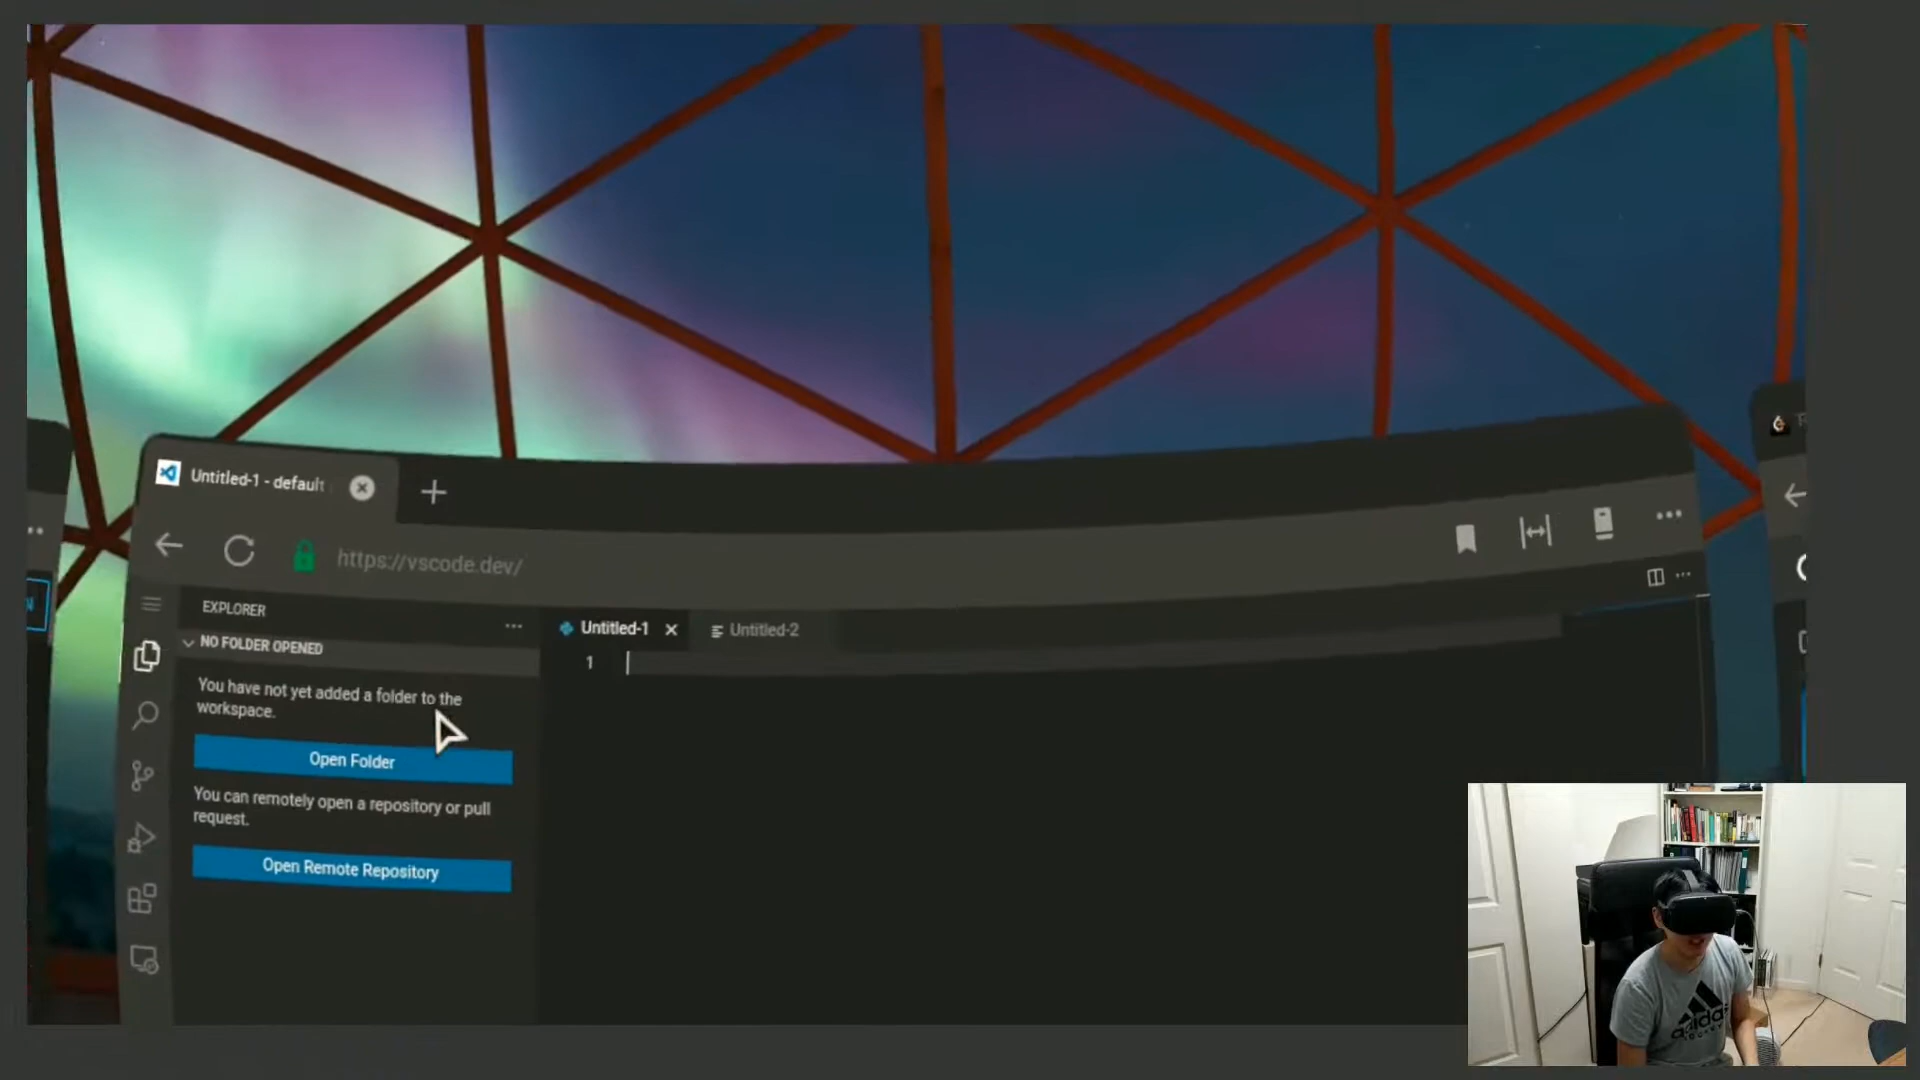 Untitled-1 - default
https://vscode.dev/
EXPLORER
Untitled-1
Untitled-2
NO FOLDER OPENED
1
You have not yet added a folder to the
workspace.
Open Folder
You can remotely open a repository or pull
request.
Open Remote Repository
adidas